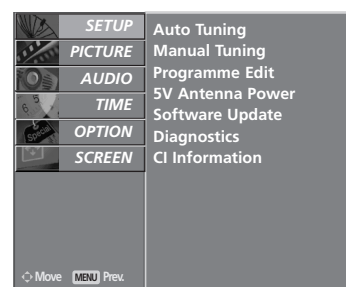 SETUP
PICTURE
AUDIO
TIME
OPTION
SCREEN
Auto Tuning
Manual Tuning
Programme Edit
5V Antenna Power
Software Update
Diagnostics
CI Information
Move MENU Prev.